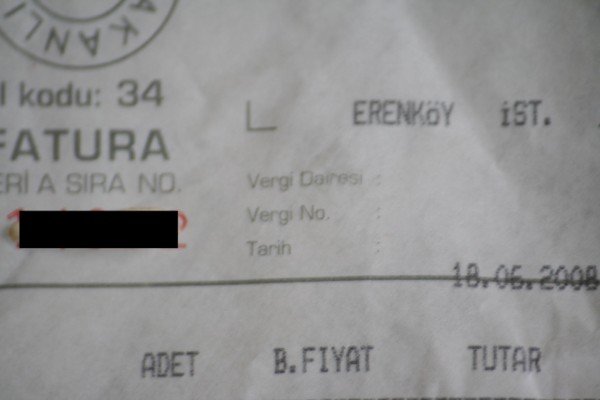 AKANLI
l kodu: 34
ERENKÖY İST.
FATURA
ERİ A SIRA NO.
Vergi Dairesi :
Vergi No. :
Tarih :
18.06.2008
ADET B.FIYAT TUTAR